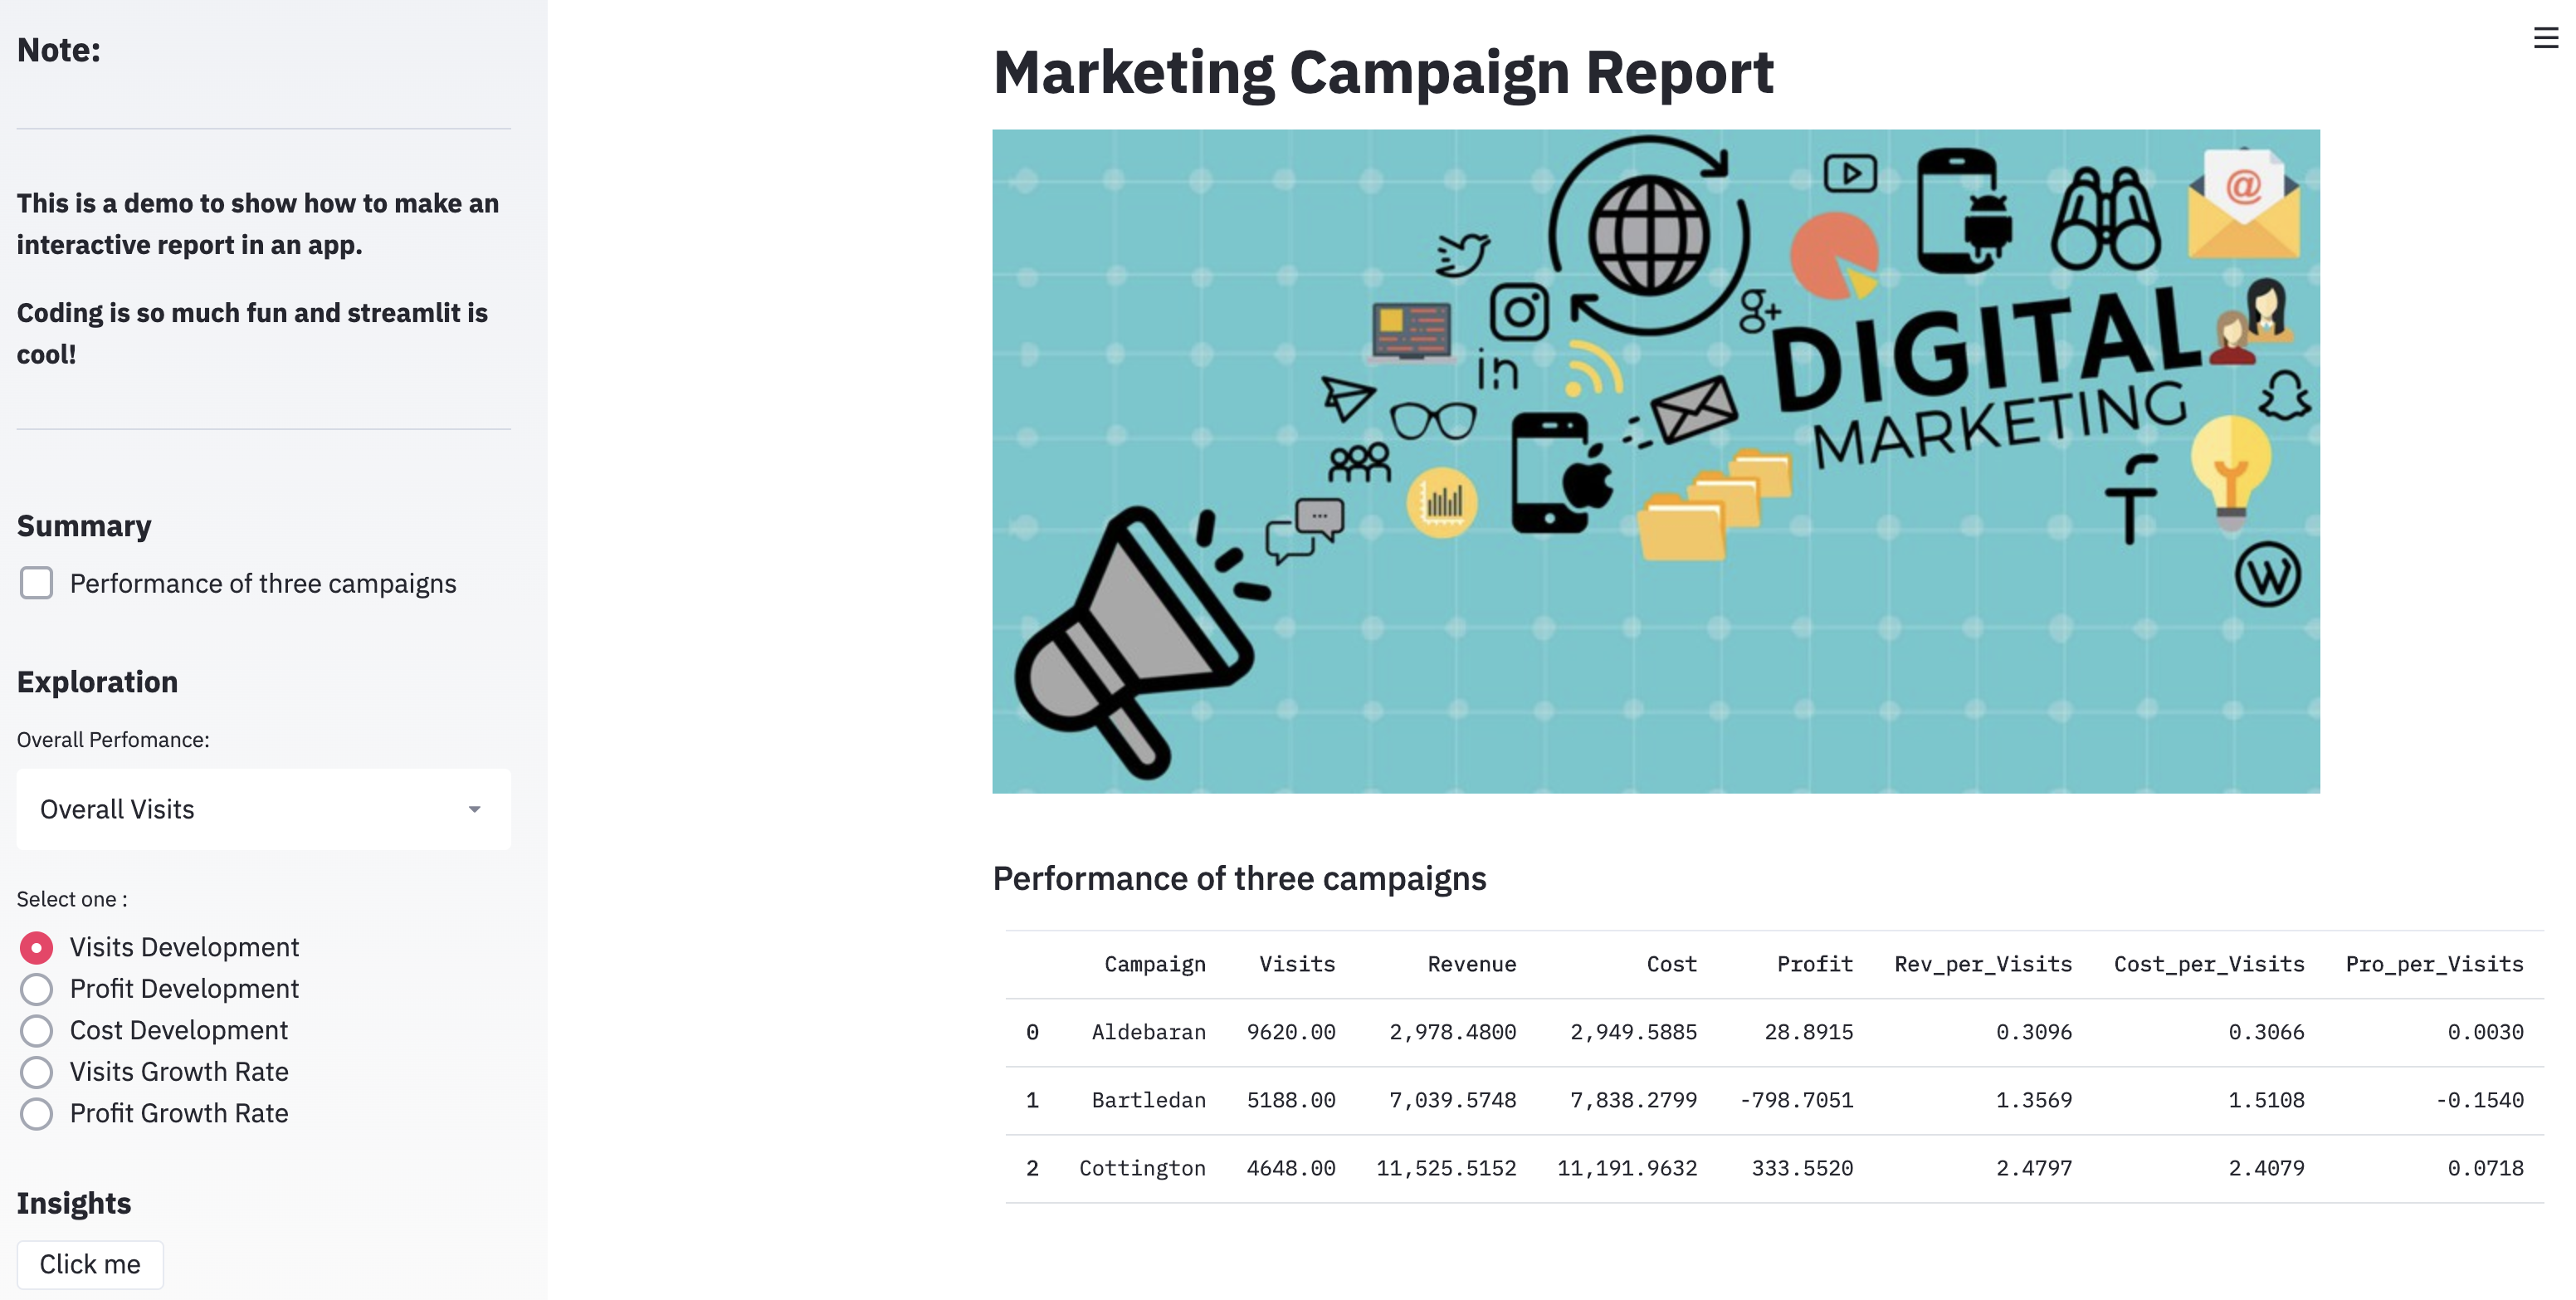 Note:
This is a demo to show how to make an
interactive report in an app.
Coding is so much fun and streamlit is
cool!
Summary
Performance of three campaigns
Exploration
Overall Perfomance:
Overall Visits
Select one :
Visits Development
Profit Development
Cost Development
Visits Growth Rate
Profit Growth Rate
Insights
Click me
Marketing Campaign Report
@
g+
in
DIGITAL
MARKETING
f
W
Performance of three campaigns
Campaign Visits Revenue Cost Profit Rev_per_Visits Cost_per_Visits Pro_per_Visits
0 Aldebaran 9620.00 2,978.4800 2,949.5885 28.8915 0.3096 0.3066 0.0030
1 Bartledan 5188.00 7,039.5748 7,838.2799 -798.7051 1.3569 1.5108 -0.1540
2 Cottington 4648.00 11,525.5152 11,191.9632 333.5520 2.4797 2.4079 0.0718